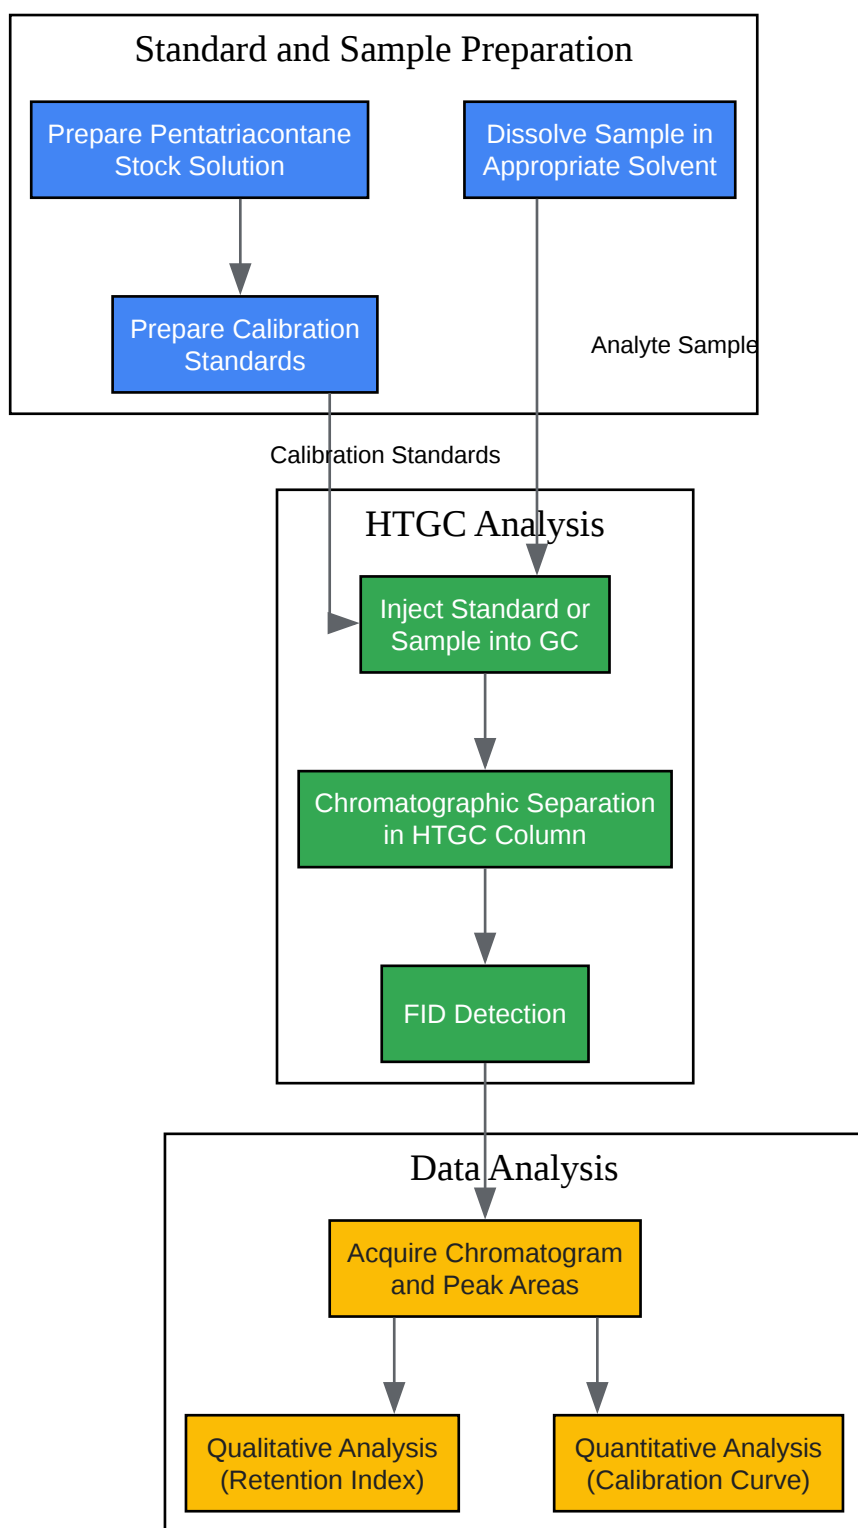 Standard and Sample Preparation
Prepare Pentatriacontane
Stock Solution
Dissolve Sample in
Appropriate Solvent
Prepare Calibration
Standards
Analyte Sample
Calibration Standards
HTGC Analysis
Inject Standard or
Sample into GC
Chromatographic Separation
in HTGC Column
FID Detection
Data Analysis
Acquire Chromatogram
and Peak Areas
Qualitative Analysis
(Retention Index)
Quantitative Analysis
(Calibration Curve)